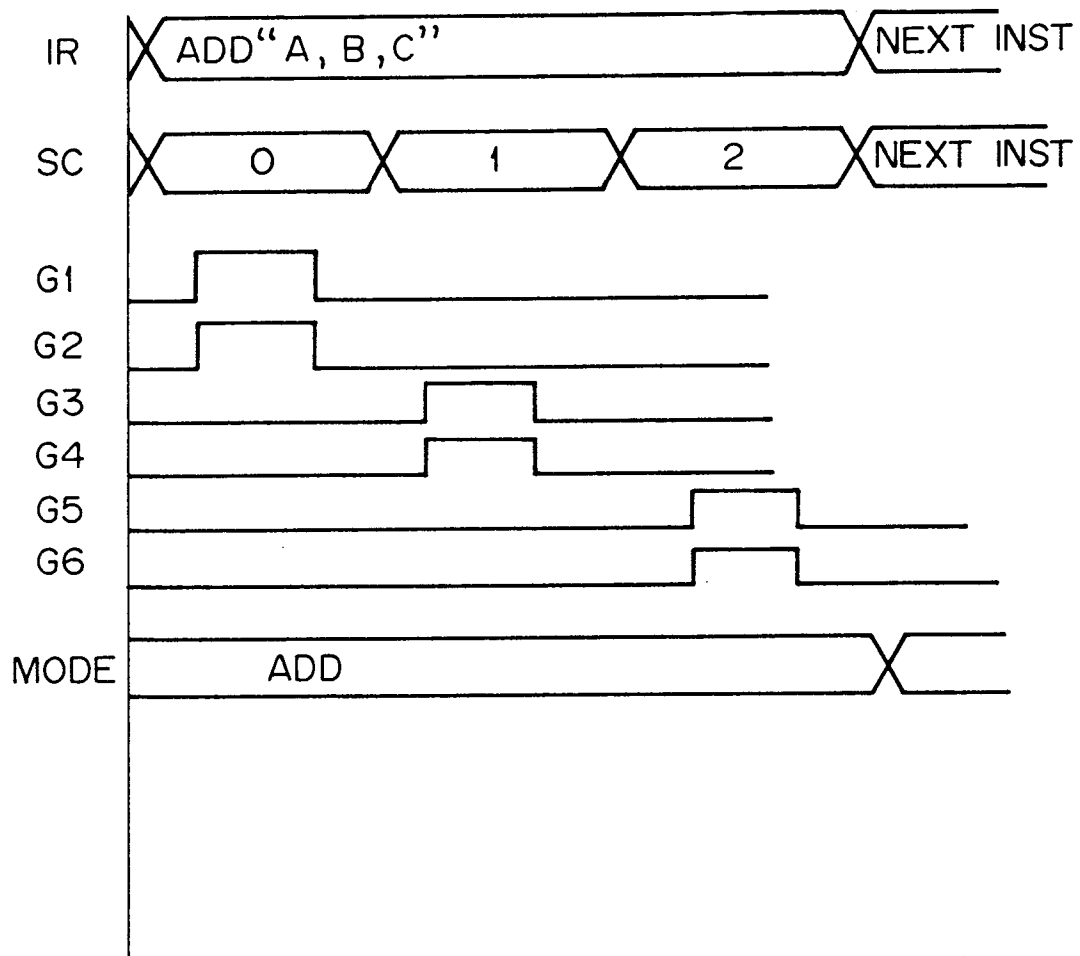 IR ADD“A, B, C” NEXT INST
SC 0 1 2 NEXT INST
G1
G2
G3
G4
G5
G6
MODE ADD